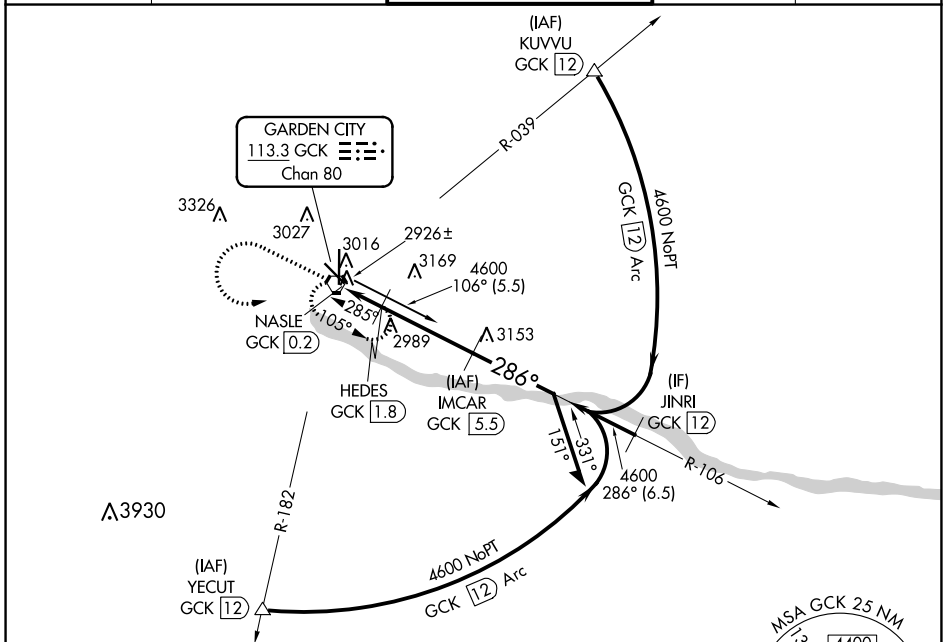 (IAF)
KUVVU
GCK 12
R-039
GARDEN CITY
113.3 GCK
Chan 80
4600 NoPT
GCK 12 Arc
3326
3027
3016
2926±
3169
4600
106° (5.5)
285°
105°
NASLE
GCK 0.2
2989
3153
286°
HEDES
GCK 1.8
(IAF)
IMCAR
GCK 5.5
(IF)
JINRI
GCK 12
151°
331°
4600
286° (6.5)
R-106
R-182
3930
(IAF)
YECUT
GCK 12
4600 NoPT
GCK 12 Arc
MSA GCK 25 NM